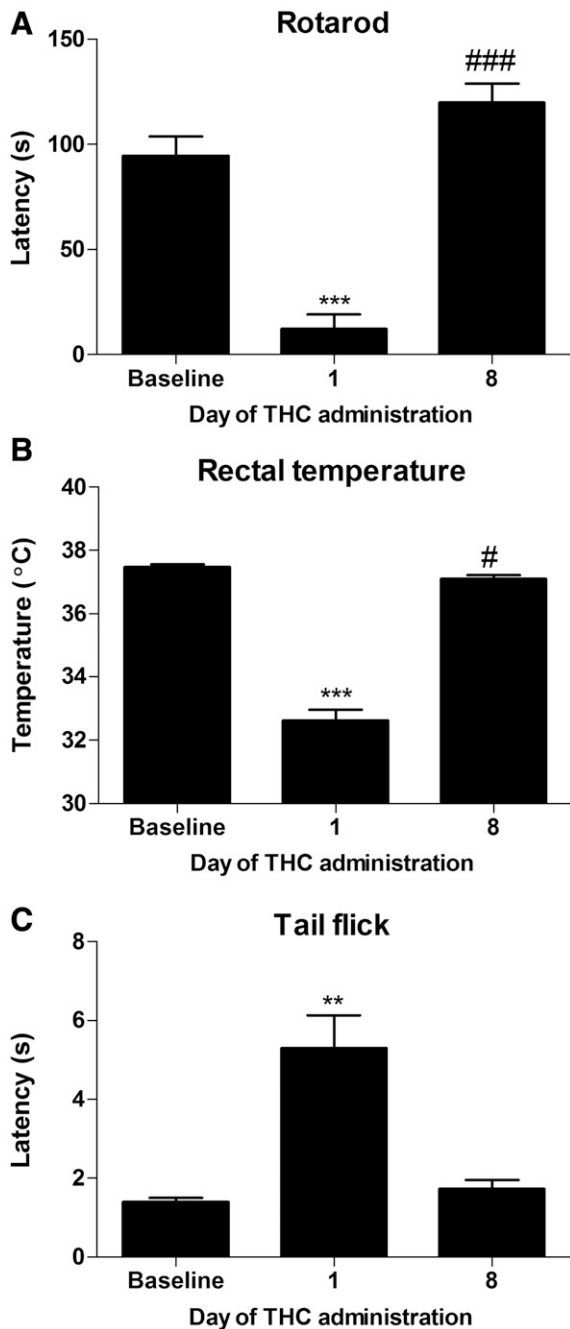 A
Rotarod
150
100
50
0
Latency (s)
***
###
Baseline 1 8
Day of THC administration
B
Rectal temperature
40
38
36
34
32
30
Temperature (°C)
***
#
Baseline 1 8
Day of THC administration
C
Tail flick
8
6
4
2
0
Latency (s)
**
Baseline 1 8
Day of THC administration